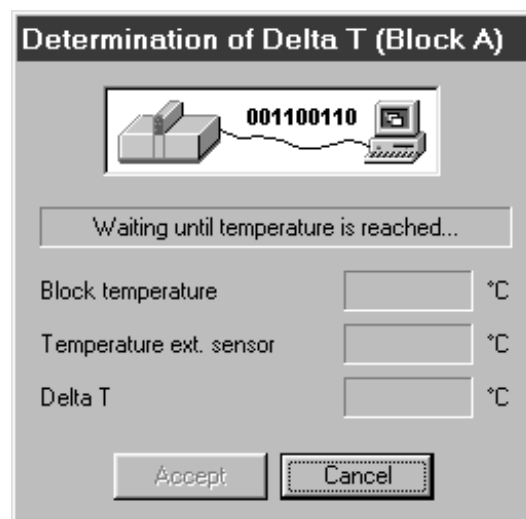 Determination of Delta T (Block A)
001100110
Waiting until temperature is reached...
Block temperature °C
Temperature ext. sensor °C
Delta T °C
Accept Cancel